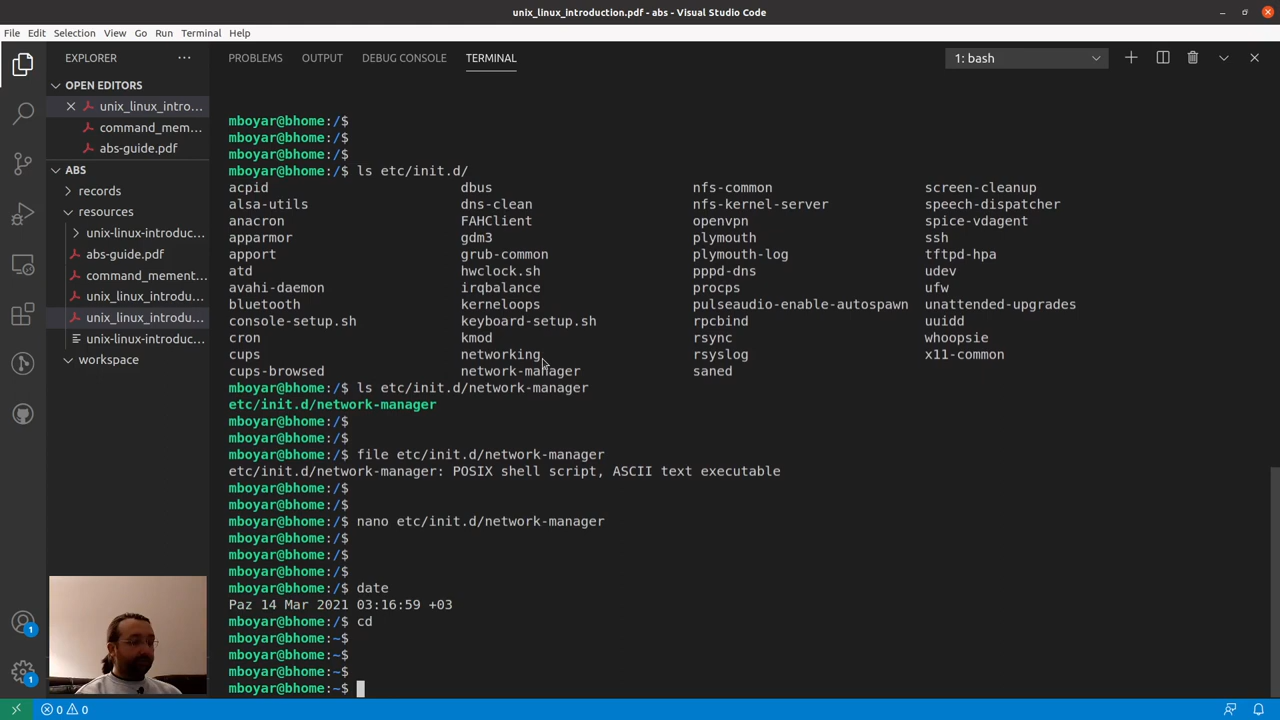 unix_linux_introduction.pdf - abs - Visual Studio Code
File Edit Selection View Go Run Terminal Help
EXPLORER
PROBLEMS OUTPUT DEBUG CONSOLE TERMINAL
1: bash
OPEN EDITORS
unix_linux_intro...
command_mem...
abs-guide.pdf
ABS
records
resources
unix-linux-introduc...
abs-guide.pdf
command_mement...
unix_linux_introdu...
unix_linux_introdu...
unix-linux-introduc...
workspace
mboyar@bhome:/$
mboyar@bhome:/$
mboyar@bhome:/$
mboyar@bhome:/$ ls etc/init.d/
acpid dbus nfs-common screen-cleanup
alsa-utils dns-clean nfs-kernel-server speech-dispatcher
anacron FAHClient openvpn spice-vdagent
apparmor gdm3 plymouth ssh
apport grub-common plymouth-log tftpd-hpa
atd hwclock.sh pppd-dns udev
avahi-daemon irqbalance procps ufw
bluetooth kerneloops pulseaudio-enable-autospawn unattended-upgrades
console-setup.sh keyboard-setup.sh rpcbind uuidd
cron kmod rsync whoopsie
cups networking rsyslog x11-common
cups-browsed network-manager saned
mboyar@bhome:/$ ls etc/init.d/network-manager
etc/init.d/network-manager
mboyar@bhome:/$
mboyar@bhome:/$
mboyar@bhome:/$ file etc/init.d/network-manager
etc/init.d/network-manager: POSIX shell script, ASCII text executable
mboyar@bhome:/$
mboyar@bhome:/$
mboyar@bhome:/$ nano etc/init.d/network-manager
mboyar@bhome:/$
mboyar@bhome:/$
mboyar@bhome:/$
mboyar@bhome:/$ date
Paz 14 Mar 2021 03:16:59 +03
mboyar@bhome:/$ cd
mboyar@bhome:~$
mboyar@bhome:~$
mboyar@bhome:~$
mboyar@bhome:~$
1
1
0 0